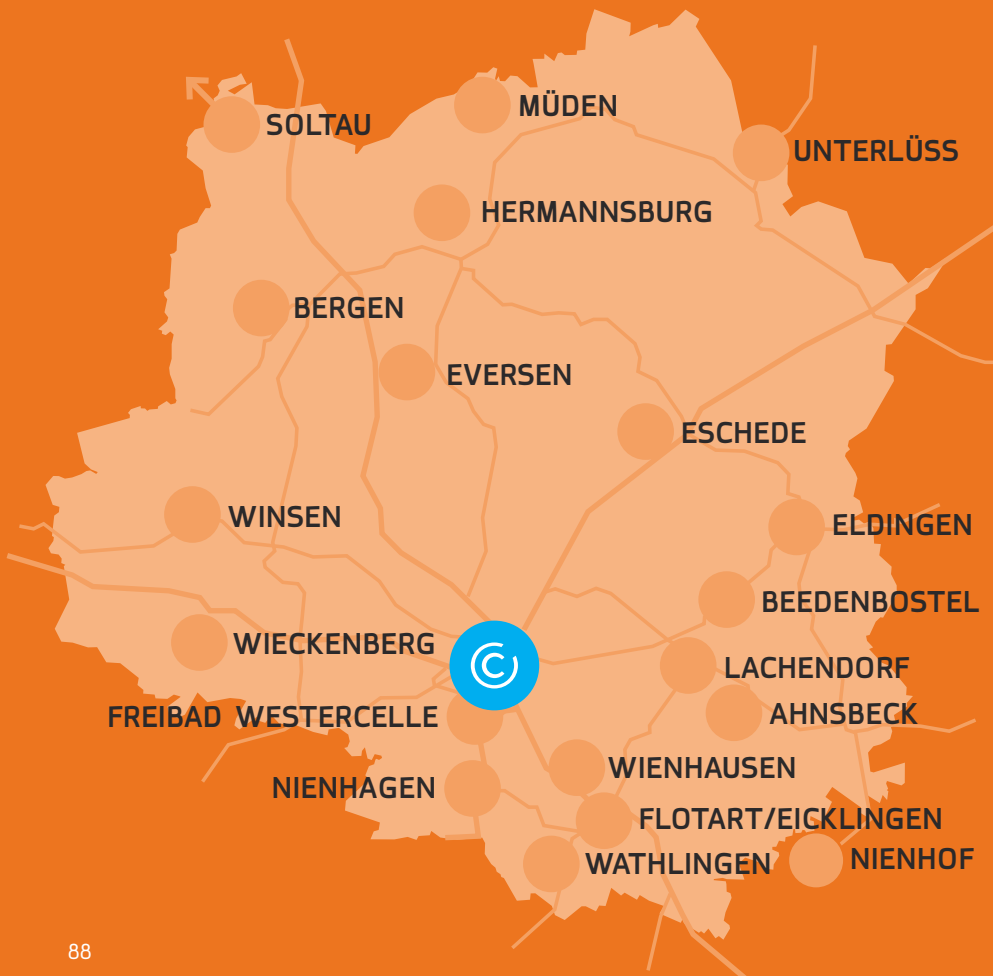 MÜDEN
SOLTAU
UNTERLÜSS
HERMANNSBURG
BERGEN
EVERSEN
ESCHEDE
WINSEN
ELDINGEN
BEEDENBOSTEL
WIECKENBERG
LACHENDORF
FREIBAD WESTERCELLE
AHNSBECK
WIENHAUSEN
NIENHAGEN
FLOTART/EICKLINGEN
NIENHOF
WATHLINGEN
88